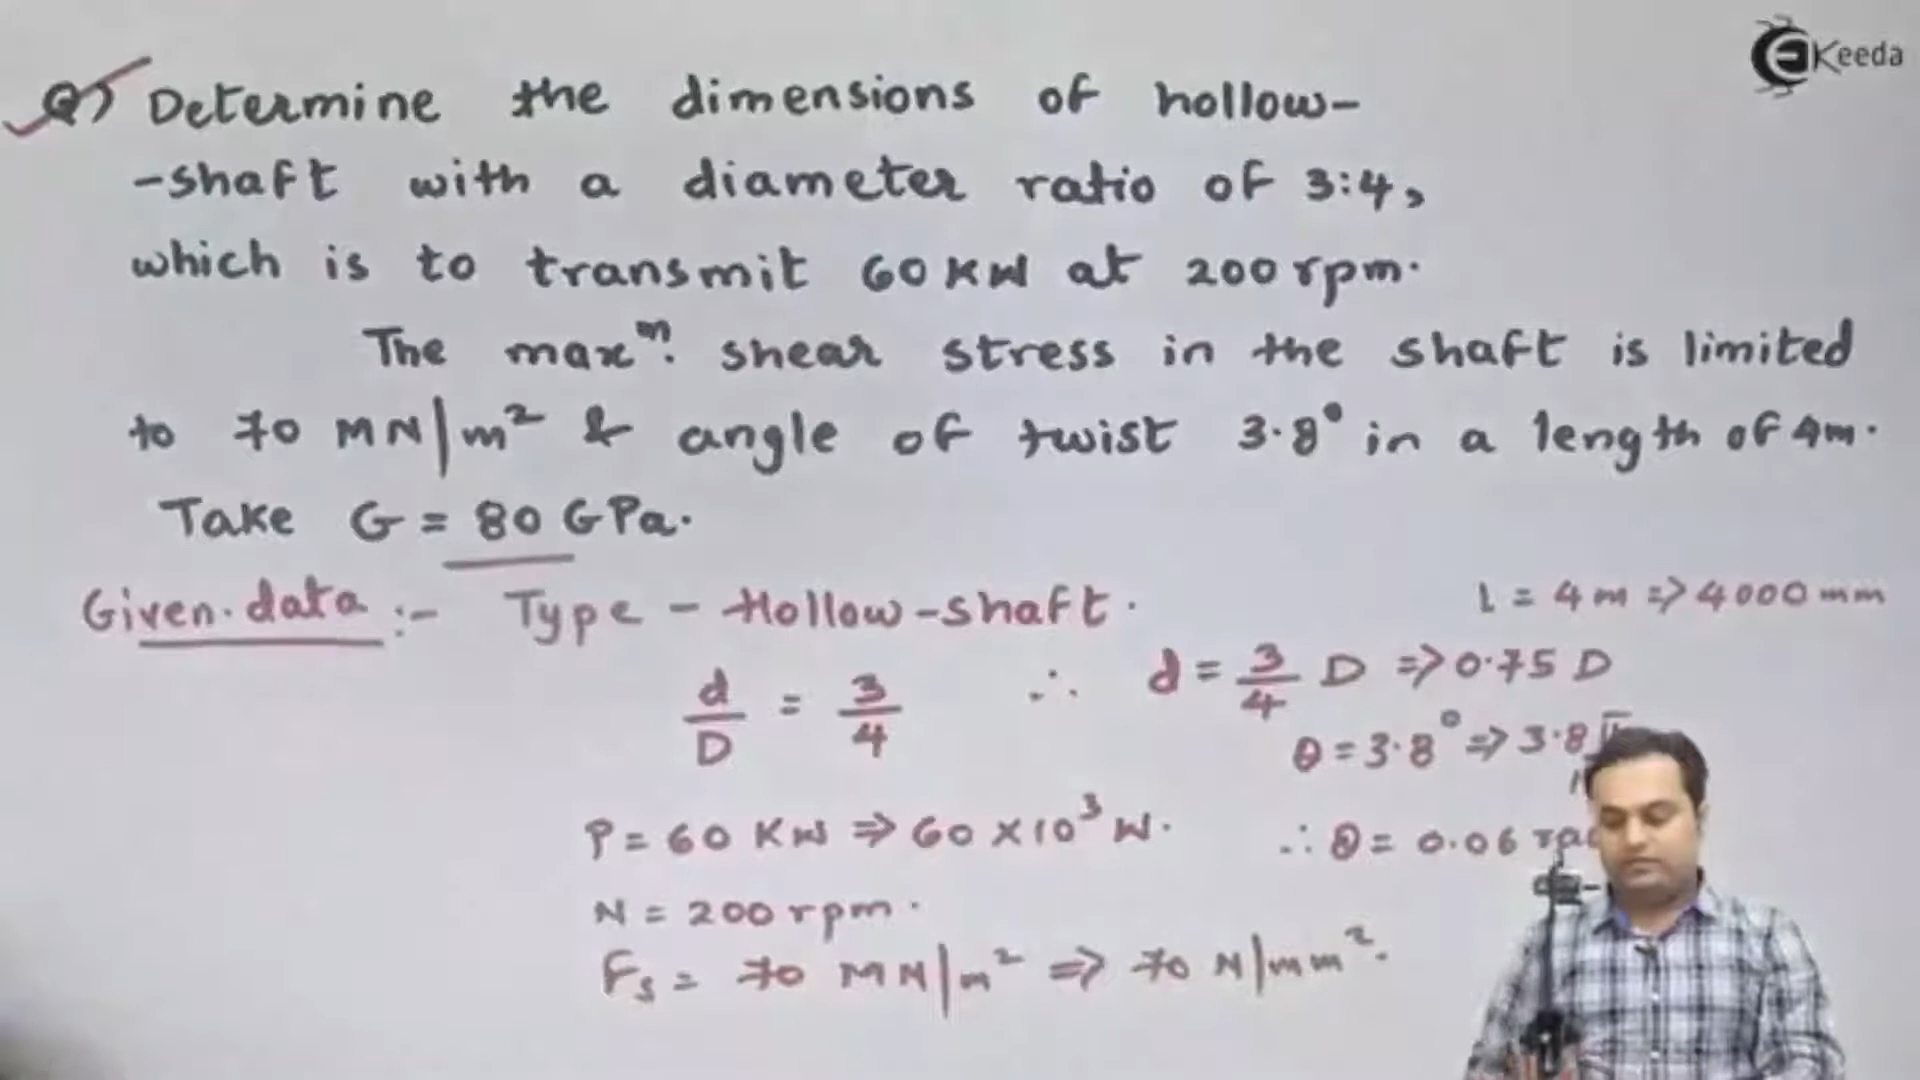 EKeeda
Q) Determine the dimensions of hollow-
-shaft with a diameter ratio of 3:4,
which is to transmit 60 KW at 200 rpm.
The maxᵐ. shear stress in the shaft is limited
to 70 MN/m² & angle of twist 3.8° in a length of 4m.
Take G = 80 GPa.
Given data :- Type - Hollow-shaft.
L = 4 m => 4000 mm
d/D = 3/4 ∴ d = 3/4 D => 0.75 D
θ = 3.8° => 3.8
P = 60 KW => 60 X 10³ W.
∴ θ = 0.06
N = 200 rpm.
Fs = 70 MN/m² => 70 N/mm².